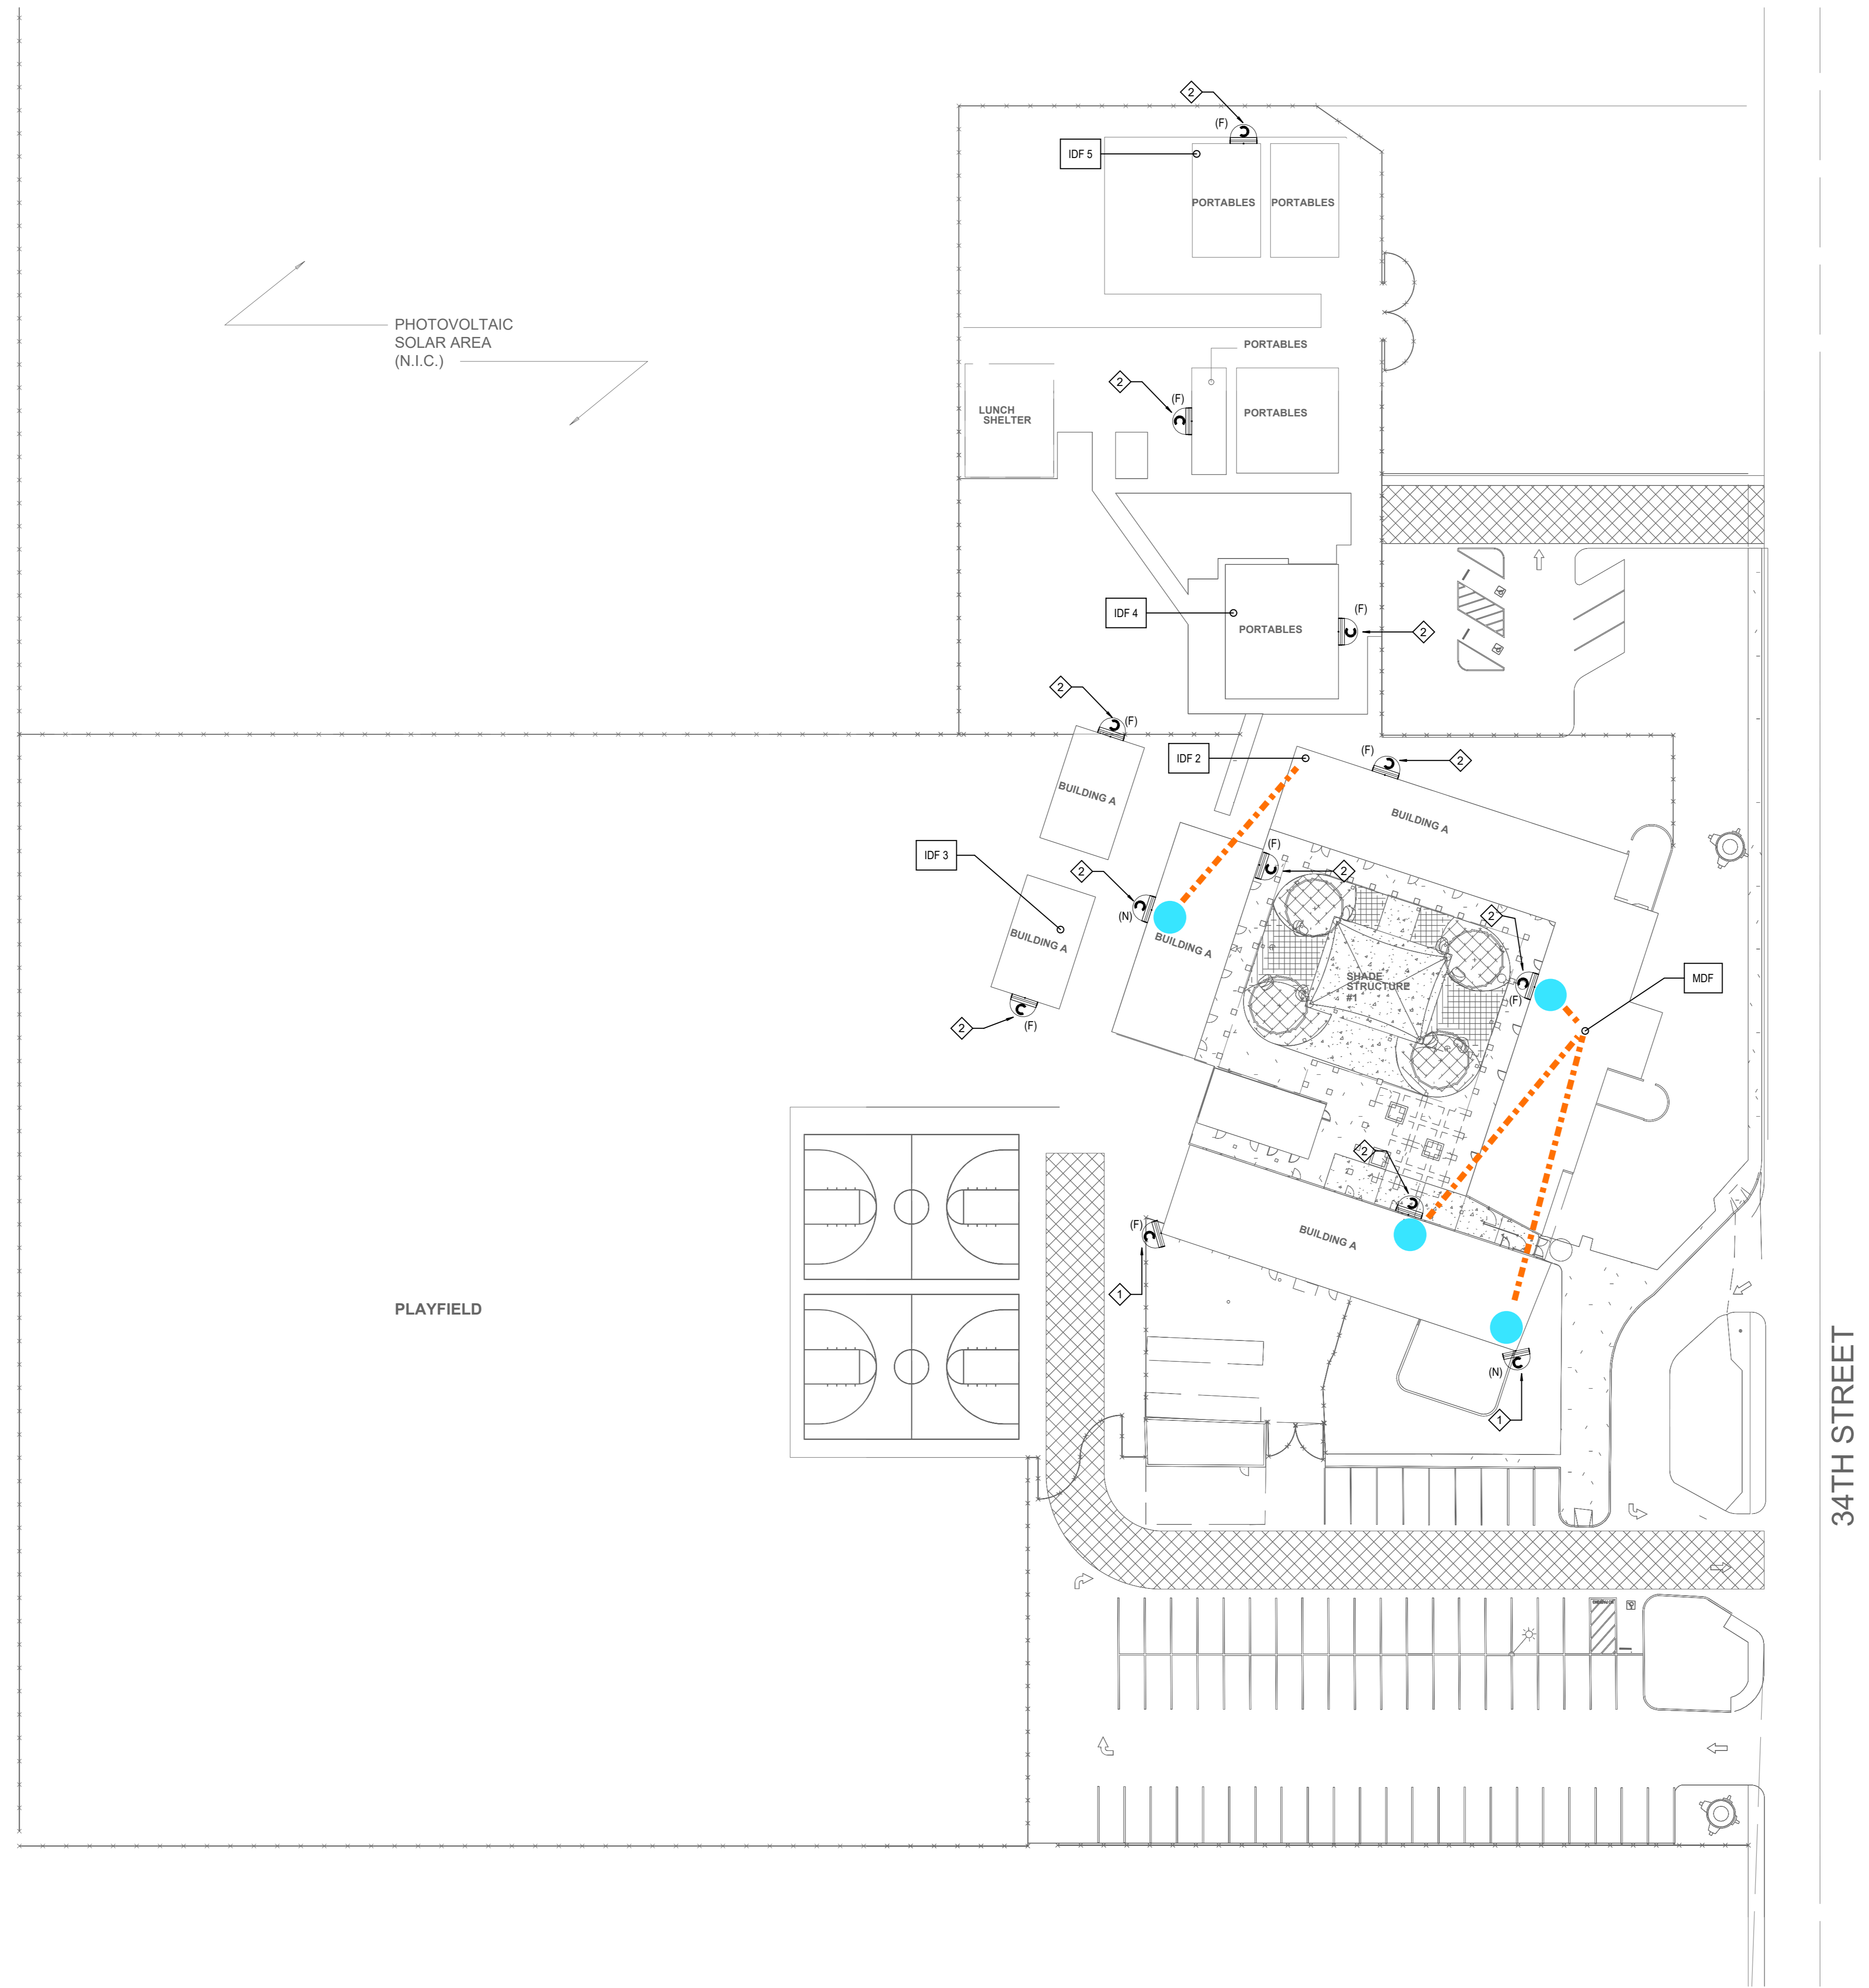 2
(F)
IDF 5
PORTABLES
PORTABLES
PHOTOVOLTAIC
SOLAR AREA
(N.I.C.)
PORTABLES
2
(F)
LUNCH
SHELTER
PORTABLES
IDF 4
(F)
PORTABLES
2
2
(F)
IDF 2
(F)
2
BUILDING A
BUILDING A
(F)
IDF 3
2
2
(N)
2
BUILDING A
BUILDING A
SHADE
STRUCTURE
#1
MDF
(F)
2
(F)
2
(F)
BUILDING A
1
PLAYFIELD
34TH STREET
(N)
1